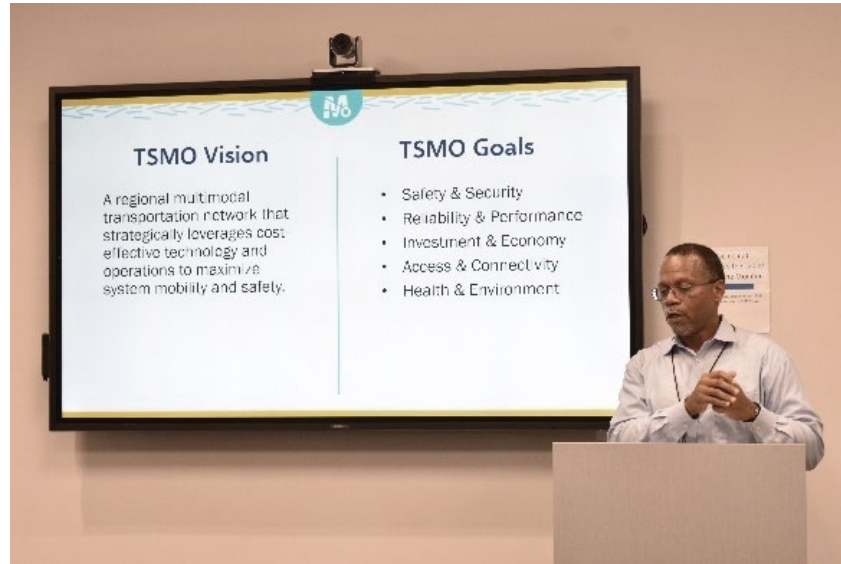 Mo
TSMO Vision
A regional multimodal
transportation network that
strategically leverages cost-
effective technology and
operations to maximize
system mobility and safety.
TSMO Goals
• Safety & Security
• Reliability & Performance
• Investment & Economy
• Access & Connectivity
• Health & Environment